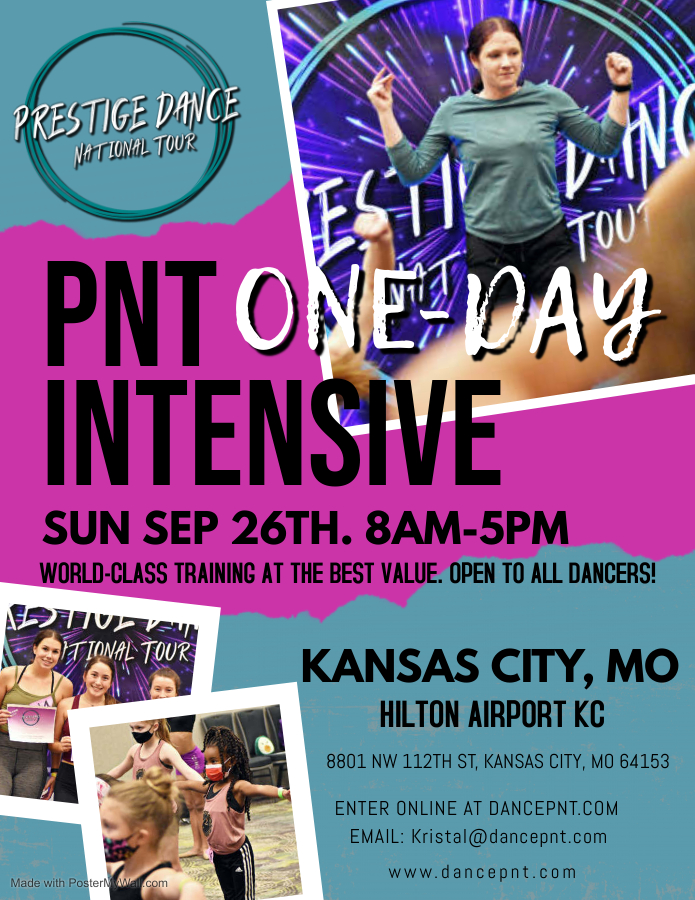 PRESTIGE DANCE
NATIONAL TOUR
PNT ONE-DAY
INTENSIVE
SUN SEP 26TH. 8AM-5PM
WORLD-CLASS TRAINING AT THE BEST VALUE. OPEN TO ALL DANCERS!
TIONAL TOUR
KANSAS CITY, MO
HILTON AIRPORT KC
8801 NW 112TH ST, KANSAS CITY, MO 64153
ENTER ONLINE AT DANCEPNT.COM
EMAIL: Kristal@dancepnt.com
www.dancepnt.com
Made with PosterMyWall.com